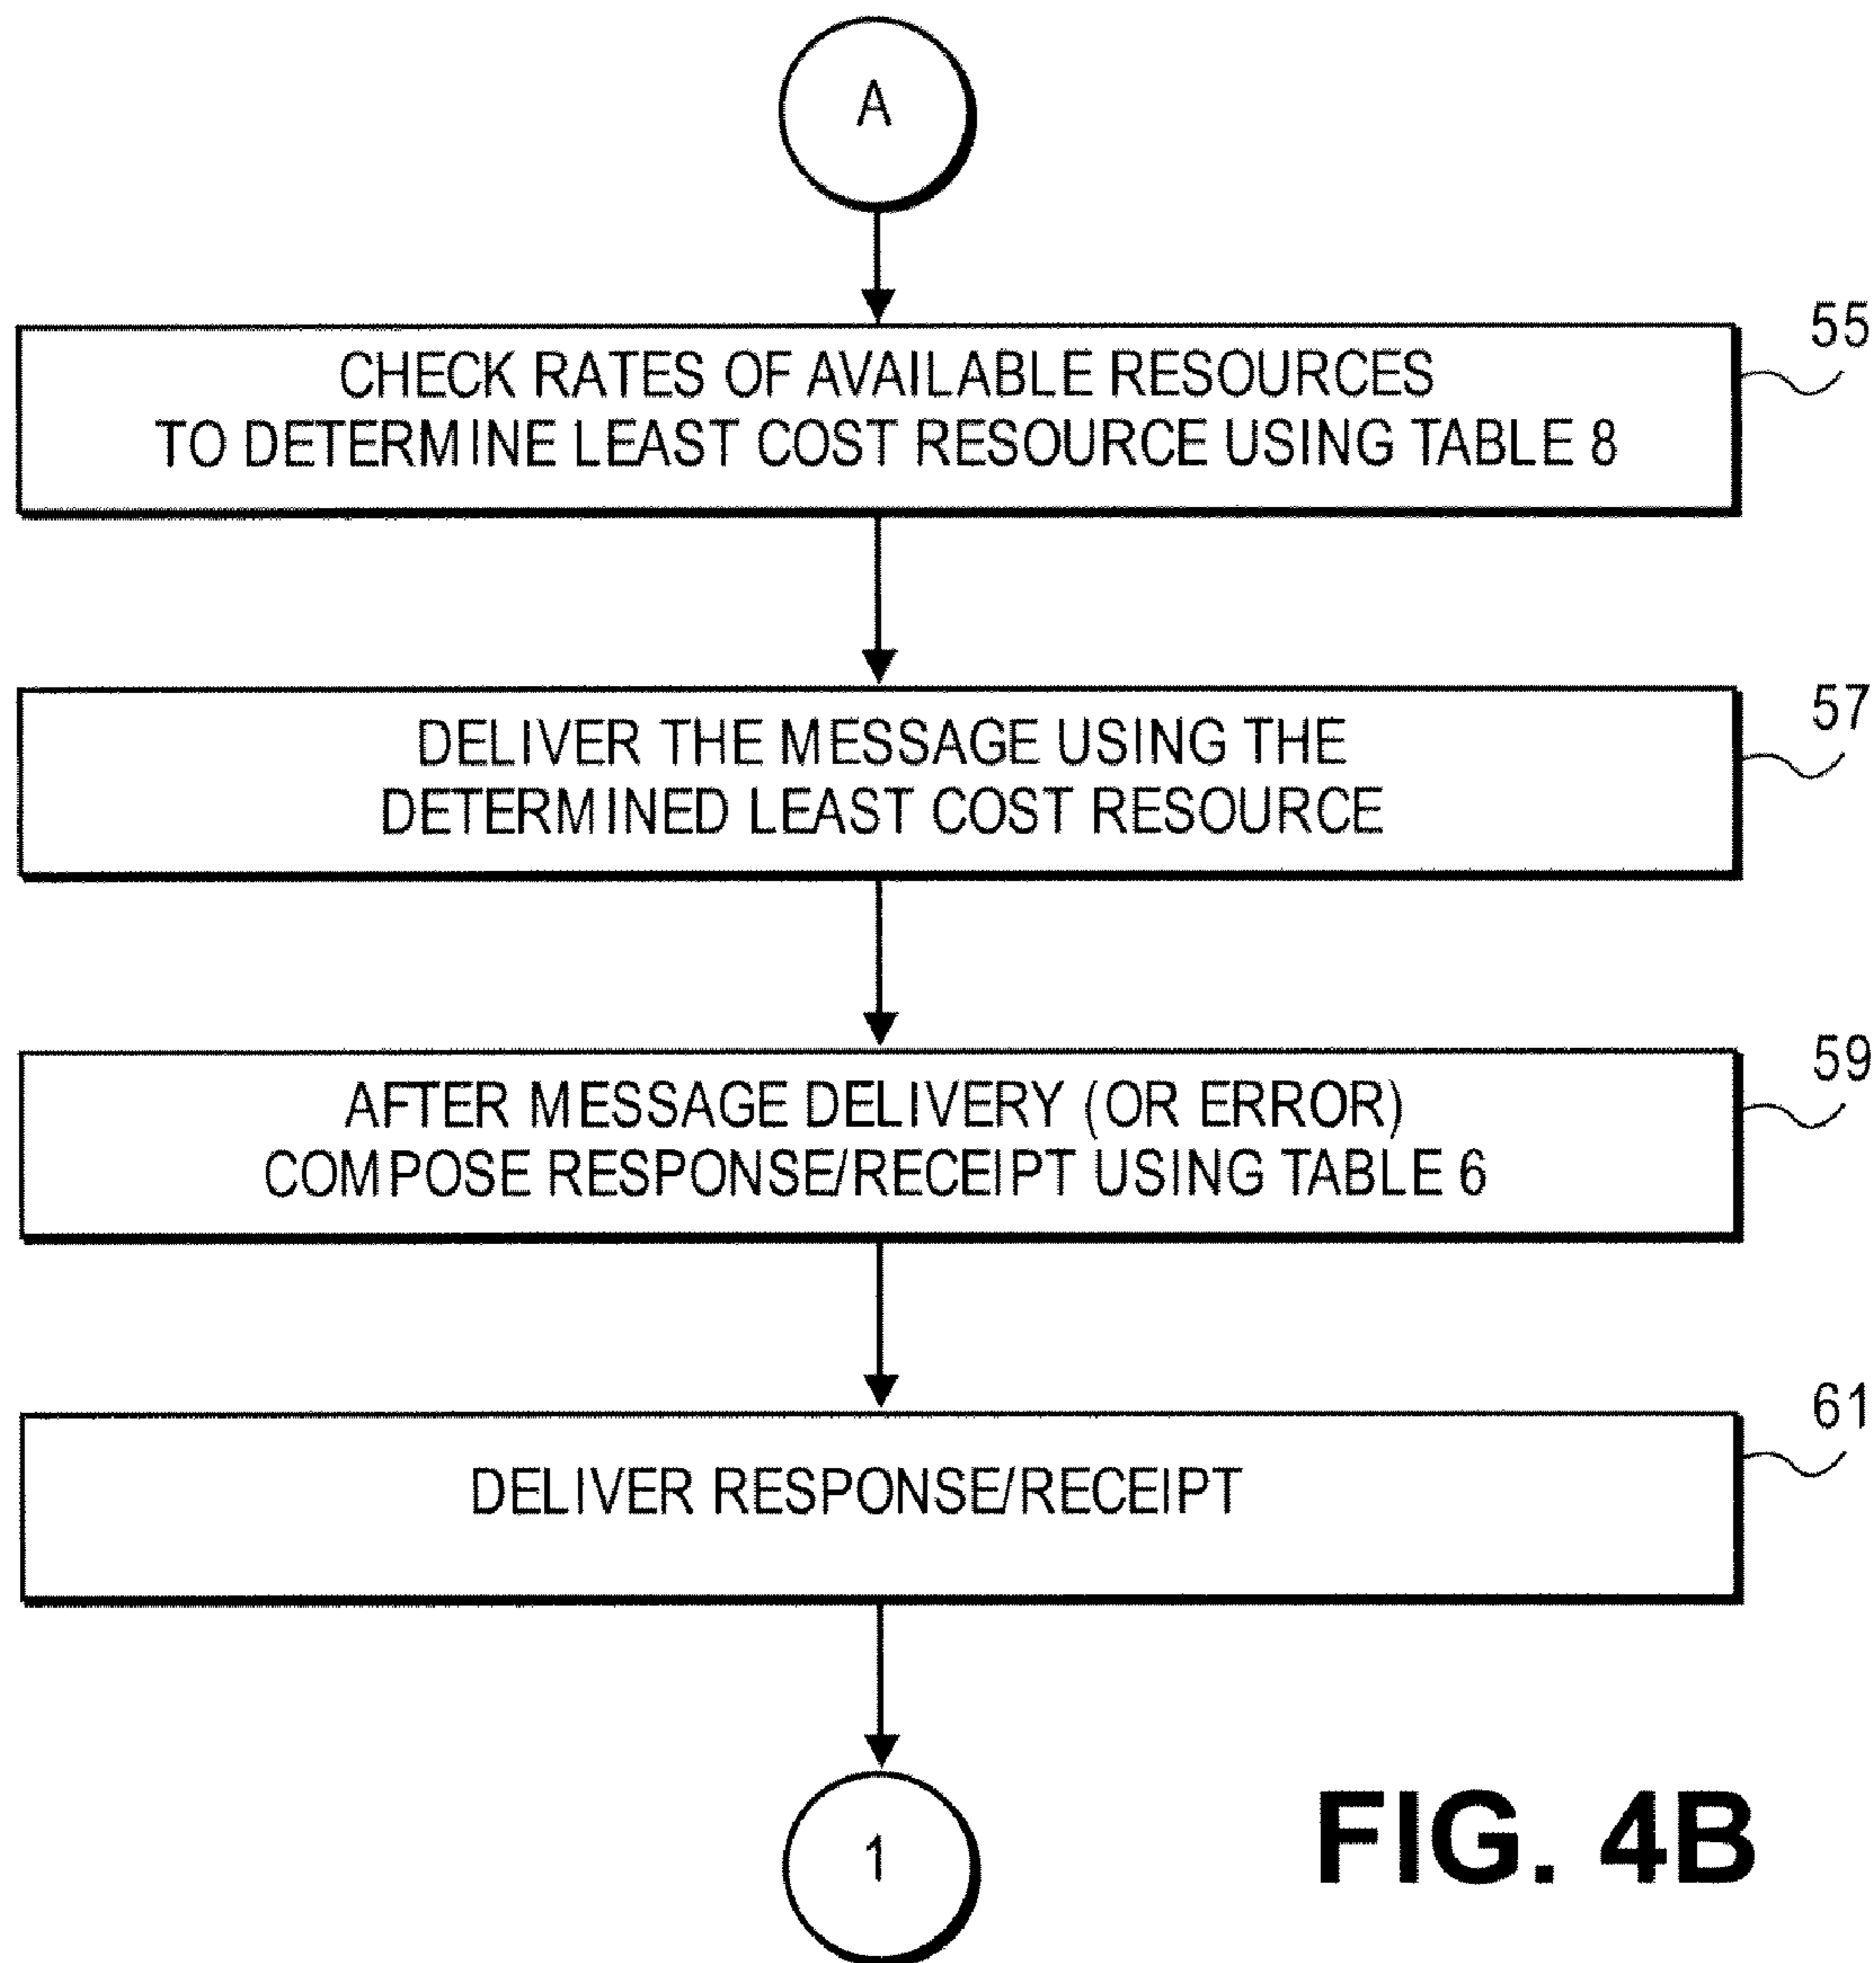 A
55
CHECK RATES OF AVAILABLE RESOURCES
TO DETERMINE LEAST COST RESOURCE USING TABLE 8
57
DELIVER THE MESSAGE USING THE
DETERMINED LEAST COST RESOURCE
59
AFTER MESSAGE DELIVERY (OR ERROR)
COMPOSE RESPONSE/RECEIPT USING TABLE 6
61
DELIVER RESPONSE/RECEIPT
1
FIG. 4B